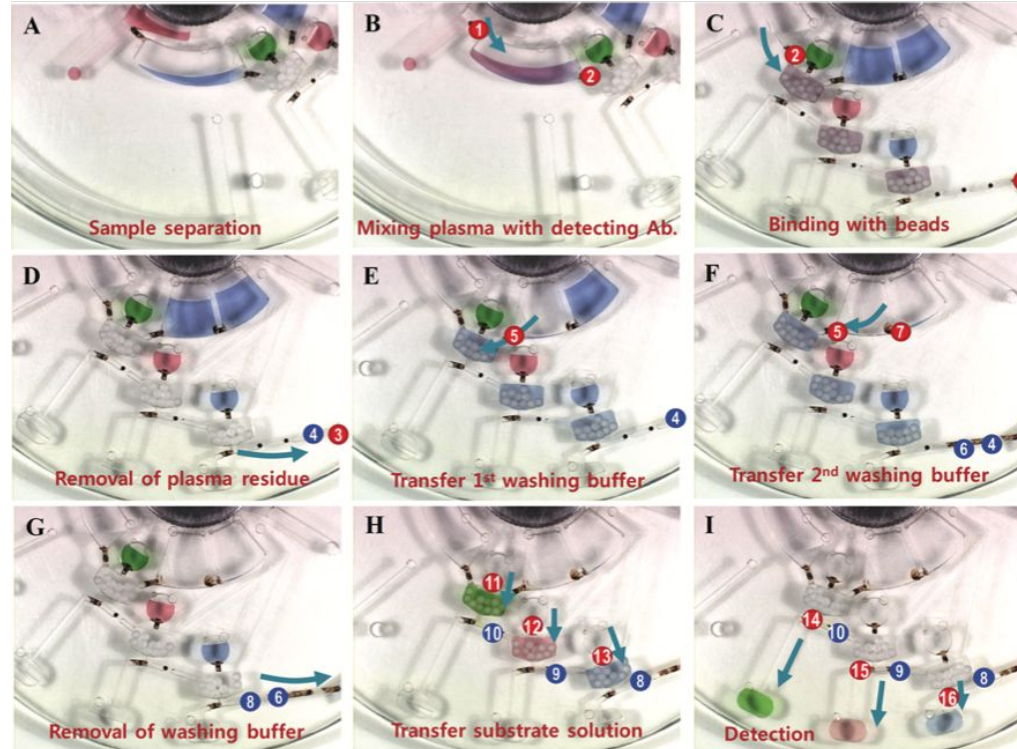 A
Sample separation
B
1
2
Mixing plasma with detecting Ab.
C
2
Binding with beads
D
4 3
Removal of plasma residue
E
5
4
Transfer 1st washing buffer
F
5 7
6 4
Transfer 2nd washing buffer
G
8 6
Removal of washing buffer
H
11
10 12
13
9 8
Transfer substrate solution
I
14
10
15 9 8
16
Detection